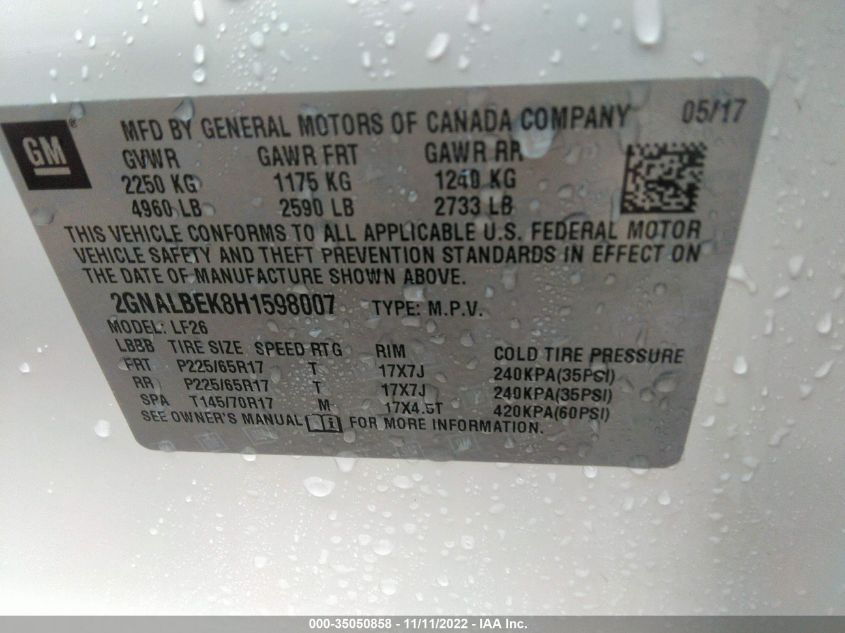 GM ®
MFD BY GENERAL MOTORS OF CANADA COMPANY 05/17
GVWR GAWR FRT GAWR RR
2250 KG 1175 KG 1240 KG
4960 LB 2590 LB 2733 LB
THIS VEHICLE CONFORMS TO ALL APPLICABLE U.S. FEDERAL MOTOR
VEHICLE SAFETY AND THEFT PREVENTION STANDARDS IN EFFECT ON
THE DATE OF MANUFACTURE SHOWN ABOVE.
2GNALBEK8H1598007 TYPE: M.P.V.
MODEL: LF26
LBBB TIRE SIZE SPEED RTG RIM COLD TIRE PRESSURE
FRT P225/65R17 T 17X7J 240KPA(35PSI)
RR P225/65R17 T 17X7J 240KPA(35PSI)
SPA T145/70R17 M 17X4.5T 420KPA(60PSI)
SEE OWNER'S MANUAL FOR MORE INFORMATION.
000-35050858 - 11/11/2022 - IAA Inc.